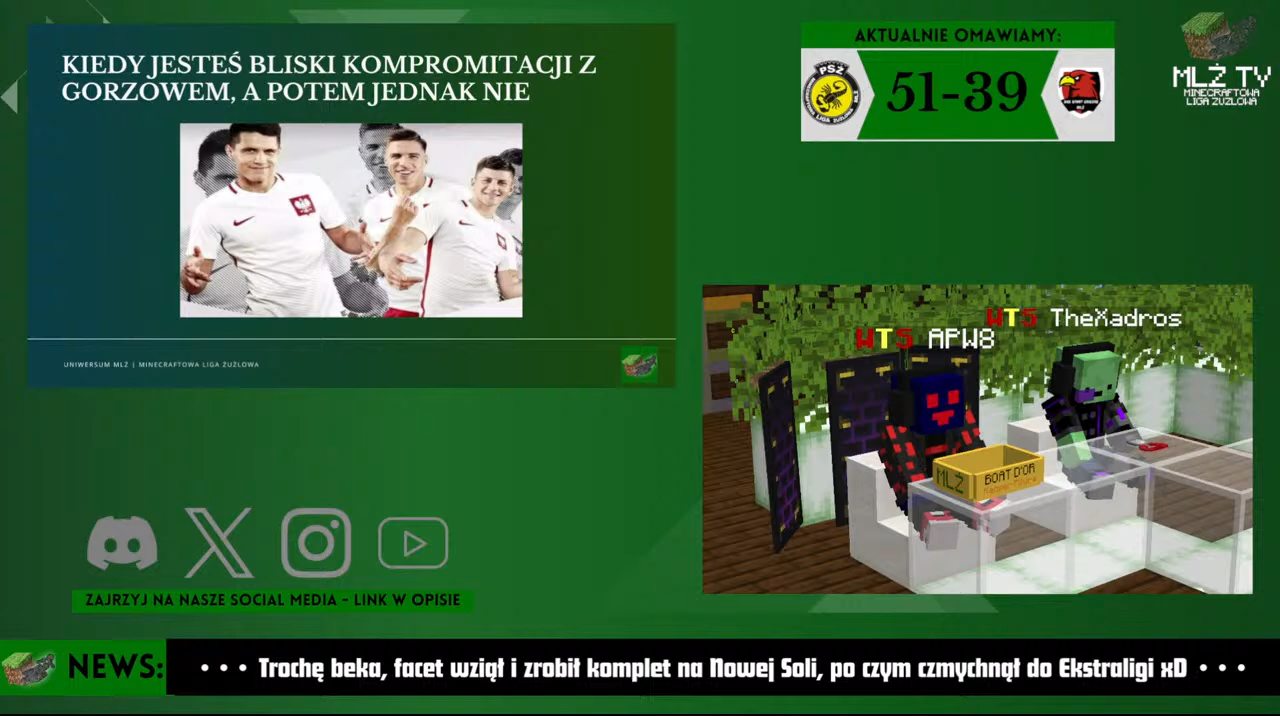 KIEDY JESTEŚ BLISKI KOMPROMITACJI Z
GORZOWEM, A POTEM JEDNAK NIE
UNIWERSUM MLŻ | MINECRAFTOWA LIGA ŻUŻLOWA
AKTUALNIE OMAWIAMY:
PSŻ
51-39
MLŻ TV
MINECRAFTOWA
LIGA ŻUŻLOWA
WTS TheXadros
WTS APW8
MLŻ
BOAT D'OR
ZAJRZYJ NA NASZE SOCIAL MEDIA - LINK W OPISIE
NEWS:
• • • Trochę beka, facet wziął i zrobił komplet na Nowej Soli, po czym czmychnął do Ekstraligi xD • • •